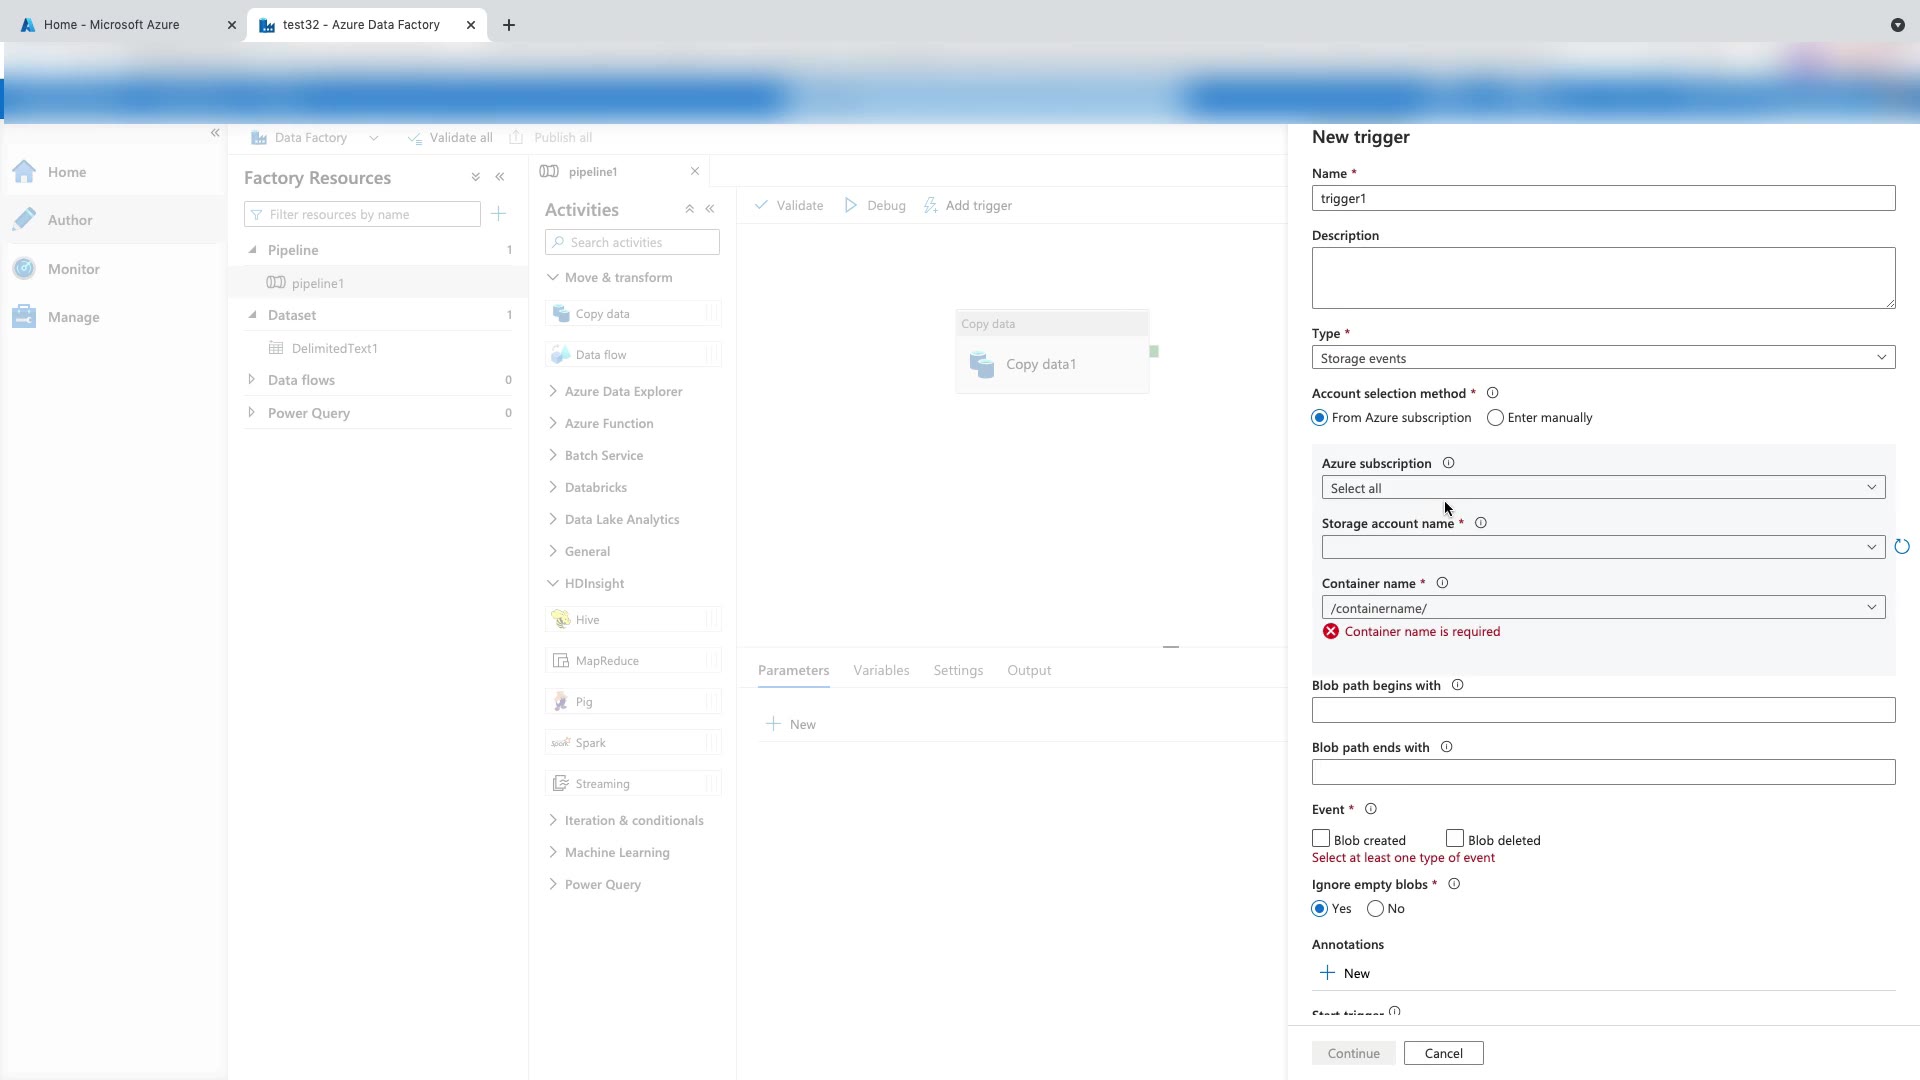 Home - Microsoft Azure
test32 - Azure Data Factory
Data Factory
Validate all
Publish all
Home
Author
Monitor
Manage
Factory Resources
Filter resources by name
Pipeline 1
pipeline1
Dataset 1
DelimitedText1
Data flows 0
Power Query 0
pipeline1
Activities
Search activities
Move & transform
Copy data
Data flow
Azure Data Explorer
Azure Function
Batch Service
Databricks
Data Lake Analytics
General
HDInsight
Hive
MapReduce
Pig
Spark
Streaming
Iteration & conditionals
Machine Learning
Power Query
Validate
Debug
Add trigger
Copy data
Copy data1
Parameters
Variables
Settings
Output
New
New trigger
Name *
trigger1
Description
Type *
Storage events
Account selection method *
From Azure subscription
Enter manually
Azure subscription
Select all
Storage account name *
Container name *
/containername/
Container name is required
Blob path begins with
Blob path ends with
Event *
Blob created
Blob deleted
Select at least one type of event
Ignore empty blobs *
Yes
No
Annotations
New
Start trigger
Continue
Cancel